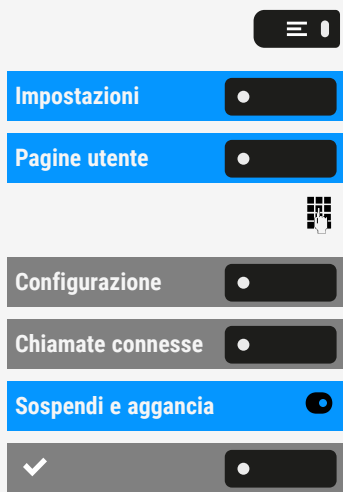 Impostazioni
Pagine utente
Configurazione
Chiamate connesse
Sospendi e aggancia